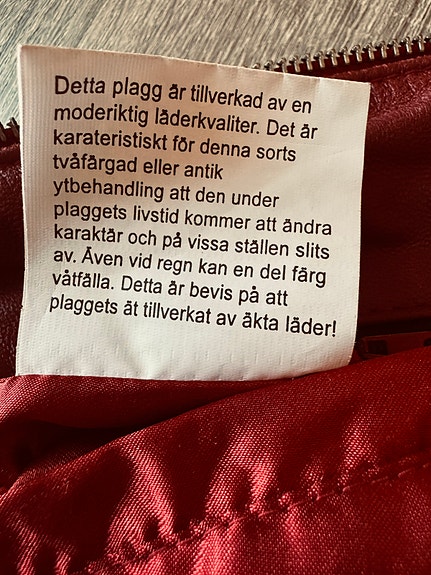 Detta plagg är tillverkad av en
moderiktig läderkvaliter. Det är
karateristiskt för denna sorts
tvåfärgad eller antik
ytbehandling att den under
plaggets livstid kommer att ändra
karaktär och på vissa ställen slits
av. Även vid regn kan en del färg
våtfälla. Detta är bevis på att
plaggets ät tillverkat av äkta läder!